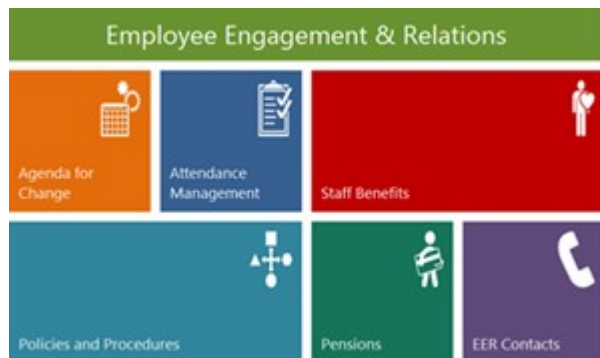 Employee Engagement & Relations
Agenda for
Change
Attendance
Management
Staff Benefits
Policies and Procedures
Pensions
EER Contacts